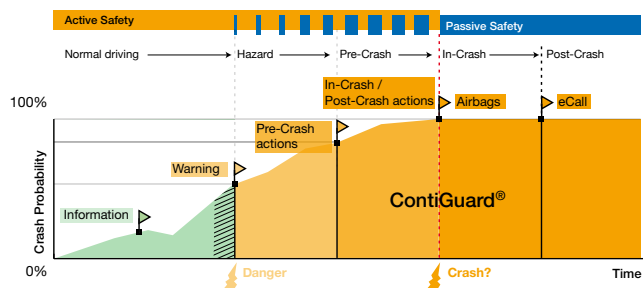 Active Safety
Passive Safety
Normal driving
Hazard
Pre-Crash
In-Crash
Post-Crash
In-Crash /
Post-Crash actions
Airbags
eCall
100%
Pre-Crash
actions
Warning
Information
ContiGuard®
Crash Probability
0%
Danger
Crash?
Time